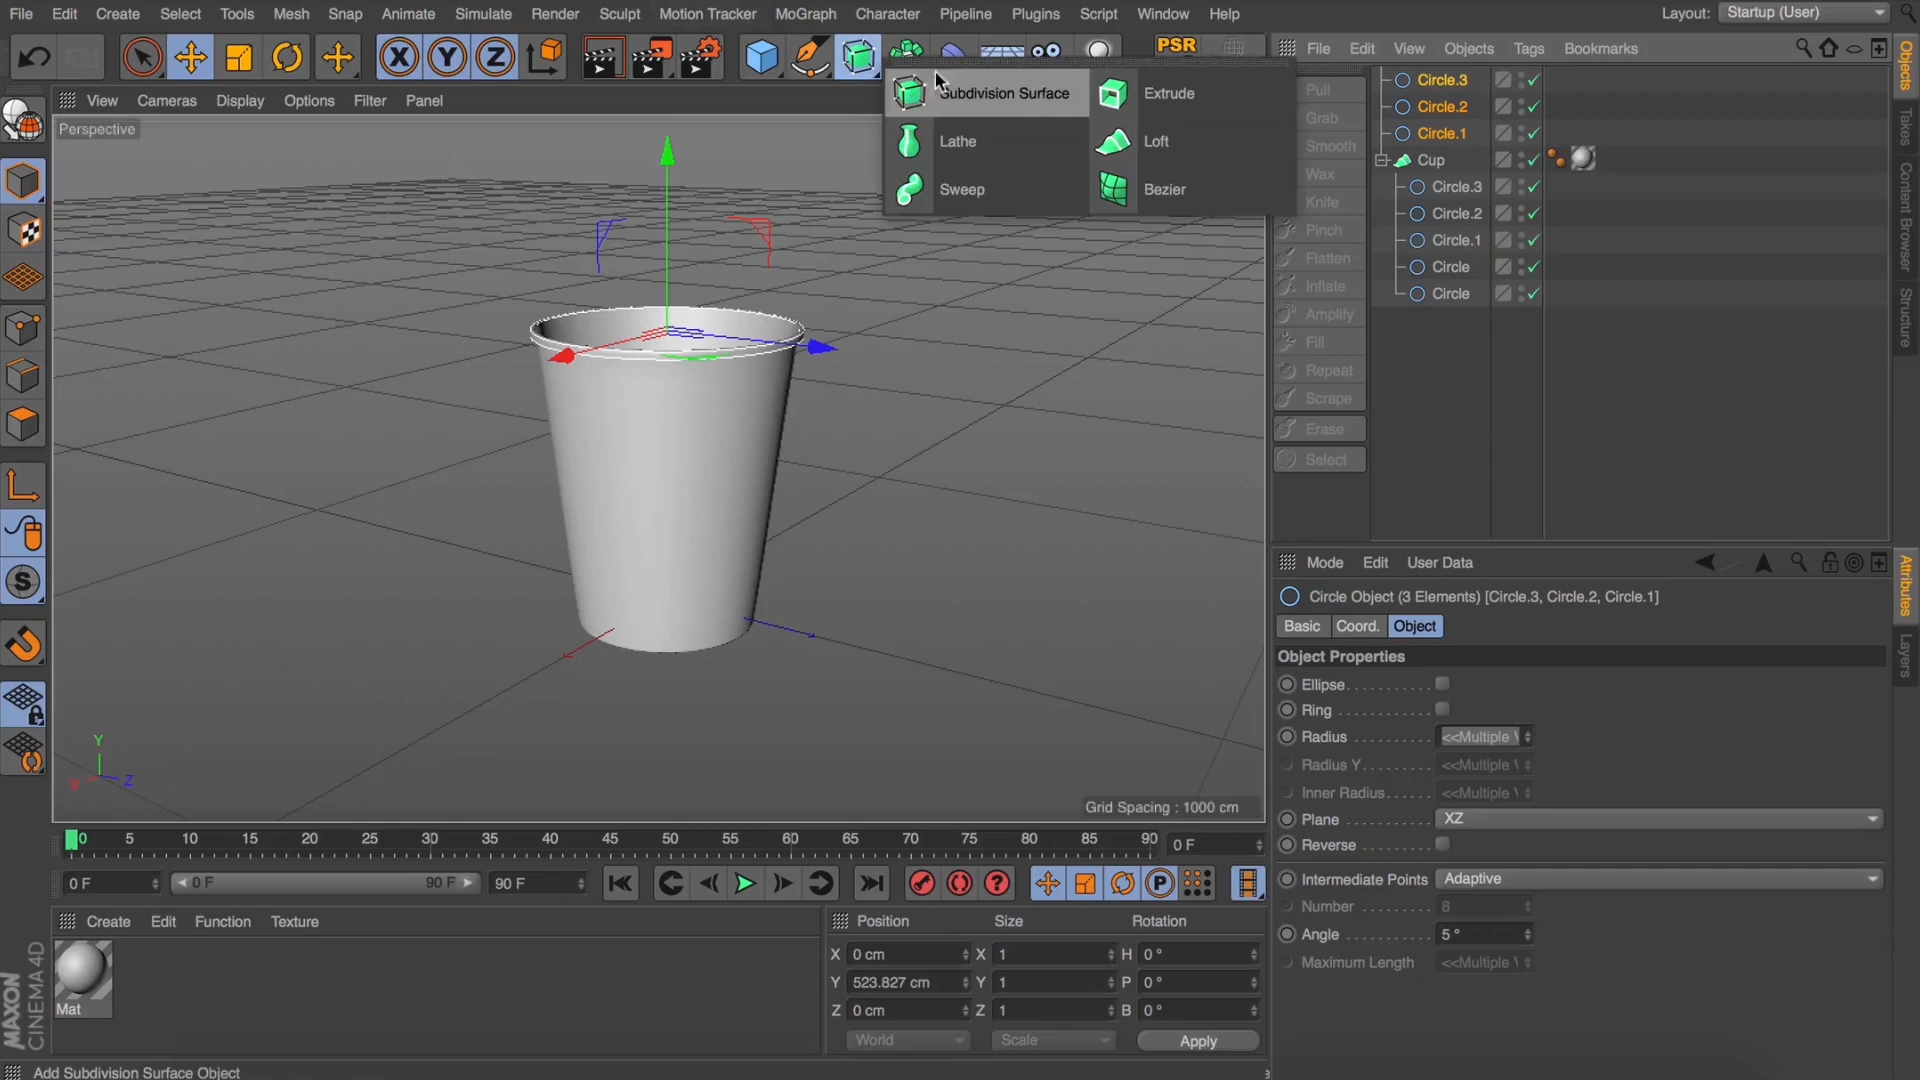 File Edit Create Select Tools Mesh Snap Animate Simulate Render Sculpt Motion Tracker MoGraph Character Pipeline Plugins Script Window Help Layout: Startup (User)
X Y Z PSR
File Edit View Objects Tags Bookmarks
View Cameras Display Options Filter Panel
Perspective
Subdivision Surface Extrude
Lathe Loft
Sweep Bezier
Pull
Grab
Smooth
Wax
Knife
Pinch
Flatten
Inflate
Amplify
Fill
Repeat
Scrape
Erase
Select
Circle.3
Circle.2
Circle.1
Cup
Circle.3
Circle.2
Circle.1
Circle
Circle
Objects
Takes
Content Browser
Structure
Mode Edit User Data
Circle Object (3 Elements) [Circle.3, Circle.2, Circle.1]
Basic Coord. Object
Object Properties
Ellipse
Ring
Radius <<Multiple
Radius Y <<Multiple
Inner Radius <<Multiple
Plane XZ
Reverse
Intermediate Points Adaptive
Number 8
Angle 5 °
Maximum Length <<Multiple
Attributes
Layers
S
Y
X Z
Grid Spacing : 1000 cm
0 5 10 15 20 25 30 35 40 45 50 55 60 65 70 75 80 85 90 0 F
0 F 0 F 90 F 90 F P
Create Edit Function Texture
Mat
Position Size Rotation
X 0 cm X 1 H 0 °
Y 523.827 cm Y 1 P 0 °
Z 0 cm Z 1 B 0 °
World Scale Apply
MAXON
CINEMA 4D
Add Subdivision Surface Object